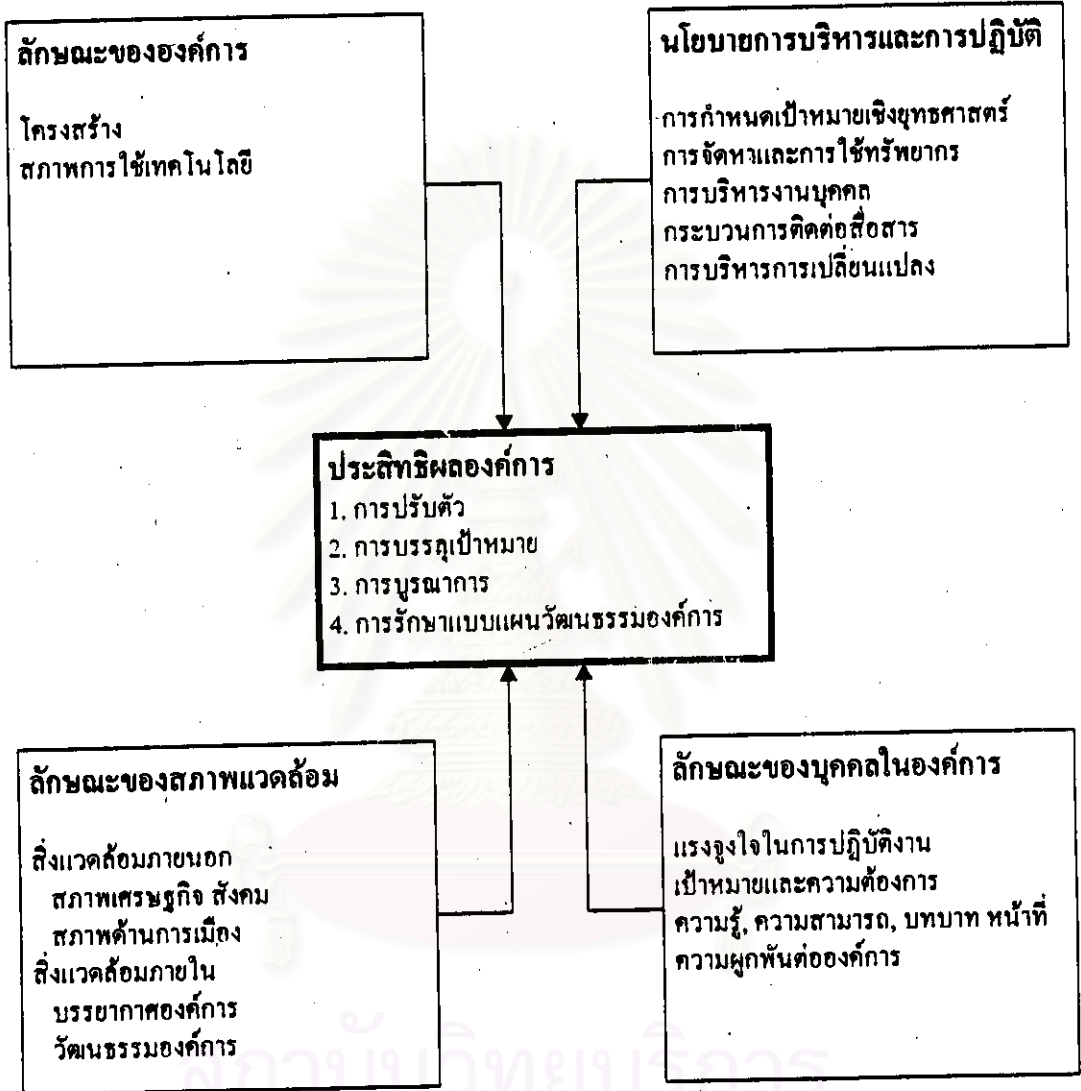 ลักษณะขององค์การ
โครงสร้าง
สภาพการใช้เทคโนโลยี
นโยบายการบริหารและการปฏิบัติ
การกำหนดเป้าหมายเชิงยุทธศาสตร์
การจัดหาและการใช้ทรัพยากร
การบริหารงานบุคคล
กระบวนการติดต่อสื่อสาร
การบริหารการเปลี่ยนแปลง
ประสิทธิผลองค์การ
1. การปรับตัว
2. การบรรลุเป้าหมาย
3. การบูรณาการ
4. การรักษาแบบแผนวัฒนธรรมองค์การ
ลักษณะของสภาพแวดล้อม
สิ่งแวดล้อมภายนอก
สภาพเศรษฐกิจ สังคม
สภาพด้านการเมือง
สิ่งแวดล้อมภายใน
บรรยากาศองค์การ
วัฒนธรรมองค์การ
ลักษณะของบุคคลในองค์การ
แรงจูงใจในการปฏิบัติงาน
เป้าหมายและความต้องการ
ความรู้, ความสามารถ, บทบาท หน้าที่
ความผูกพันต่อองค์การ
สถาบันวิทยบริการ